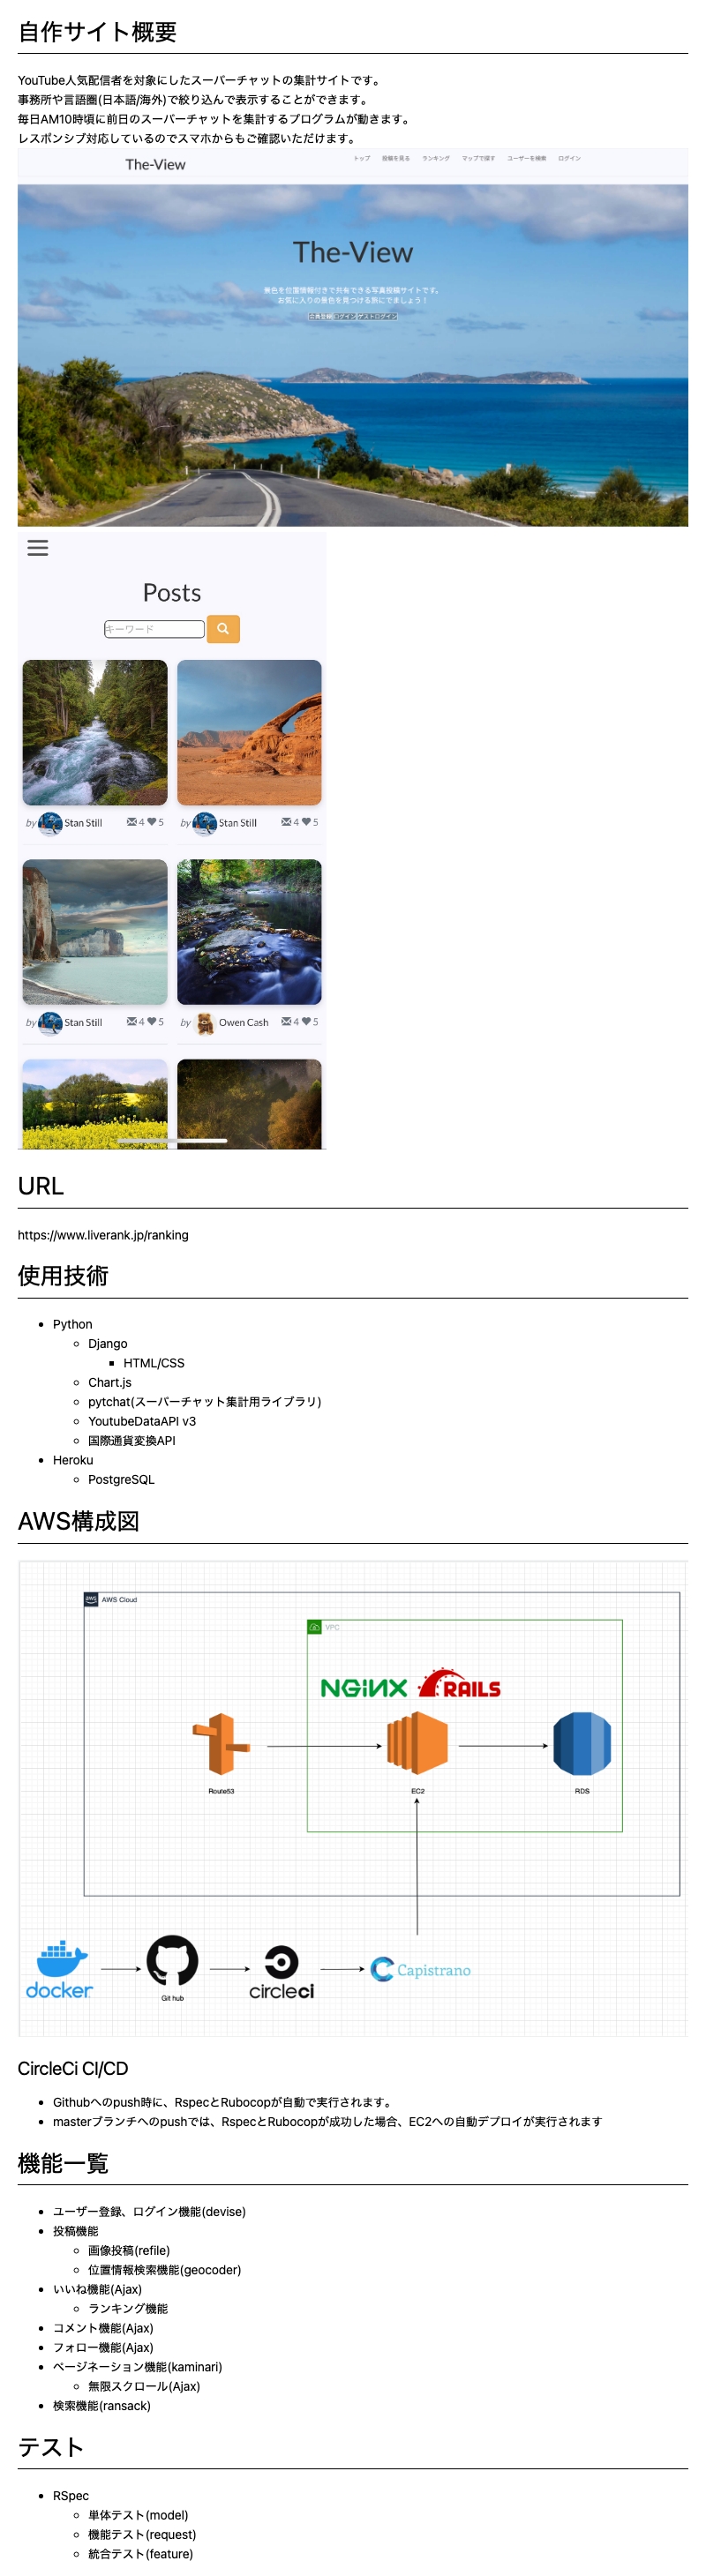 自作サイト概要
YouTube人気配信者を対象にしたスーパーチャットの集計サイトです。
事務所や言語圏(日本語/海外)で絞り込んで表示することができます。
毎日AM10時頃に前日のスーパーチャットを集計するプログラムが動きます。
レスポンシブ対応しているのでスマホからもご確認いただけます。
The-View トップ 投稿を見る ランキング マップで探す ユーザーを検索 ログイン
The-View
景色を位置情報付きで共有できる写真投稿サイトです。
お気に入りの景色を見つける旅にでましょう！
会員登録 ログイン テストログイン
Posts
キーワード
by Stan Still 4 5 by Stan Still 4 5
by Stan Still 4 5 by Owen Cash 4 5
URL
https://www.liverank.jp/ranking
使用技術
Python
Django
HTML/CSS
Chart.js
pytchat(スーパーチャット集計用ライブラリ)
YoutubeDataAPI v3
国際通貨変換API
Heroku
PostgreSQL
AWS構成図
aws AWS Cloud
VPC
NGINX RAILS
Route53 EC2 RDS
docker Git hub circleci Capistrano
CircleCi CI/CD
Githubへのpush時に、RspecとRubocopが自動で実行されます。
masterブランチへのpushでは、RspecとRubocopが成功した場合、EC2への自動デプロイが実行されます
機能一覧
ユーザー登録、ログイン機能(devise)
投稿機能
画像投稿(refile)
位置情報検索機能(geocoder)
いいね機能(Ajax)
ランキング機能
コメント機能(Ajax)
フォロー機能(Ajax)
ページネーション機能(kaminari)
無限スクロール(Ajax)
検索機能(ransack)
テスト
RSpec
単体テスト(model)
機能テスト(request)
統合テスト(feature)